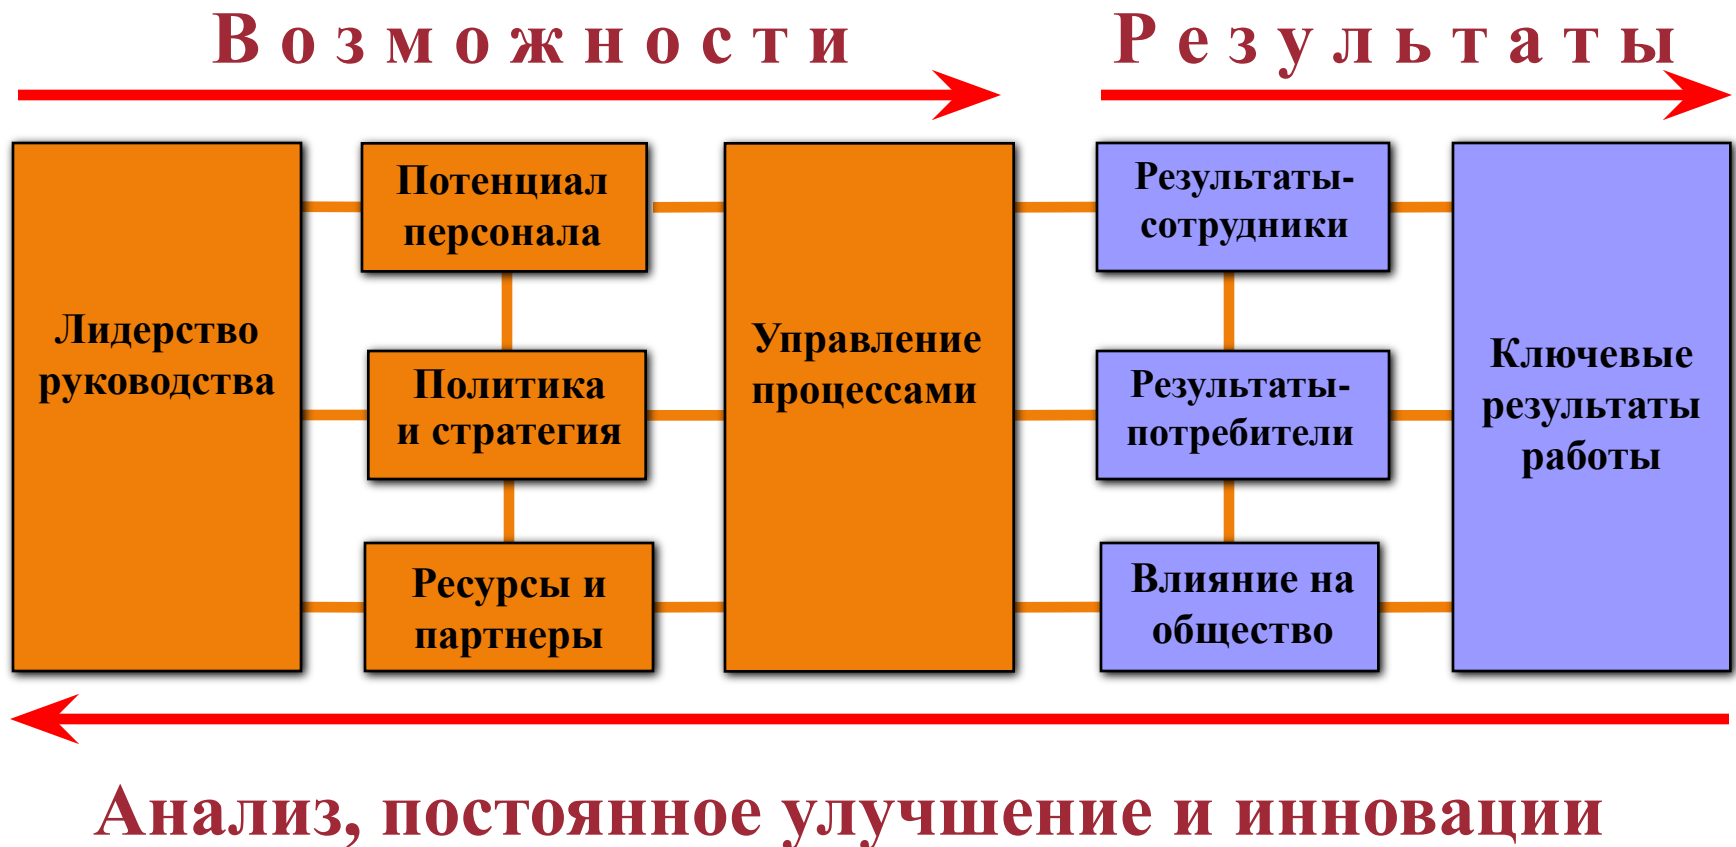 Возможности
Результаты
Лидерство
руководства
Потенциал
персонала
Политика
и стратегия
Ресурсы и
партнеры
Управление
процессами
Результаты-
сотрудники
Результаты-
потребители
Влияние на
общество
Ключевые
результаты
работы
Анализ, постоянное улучшение и инновации